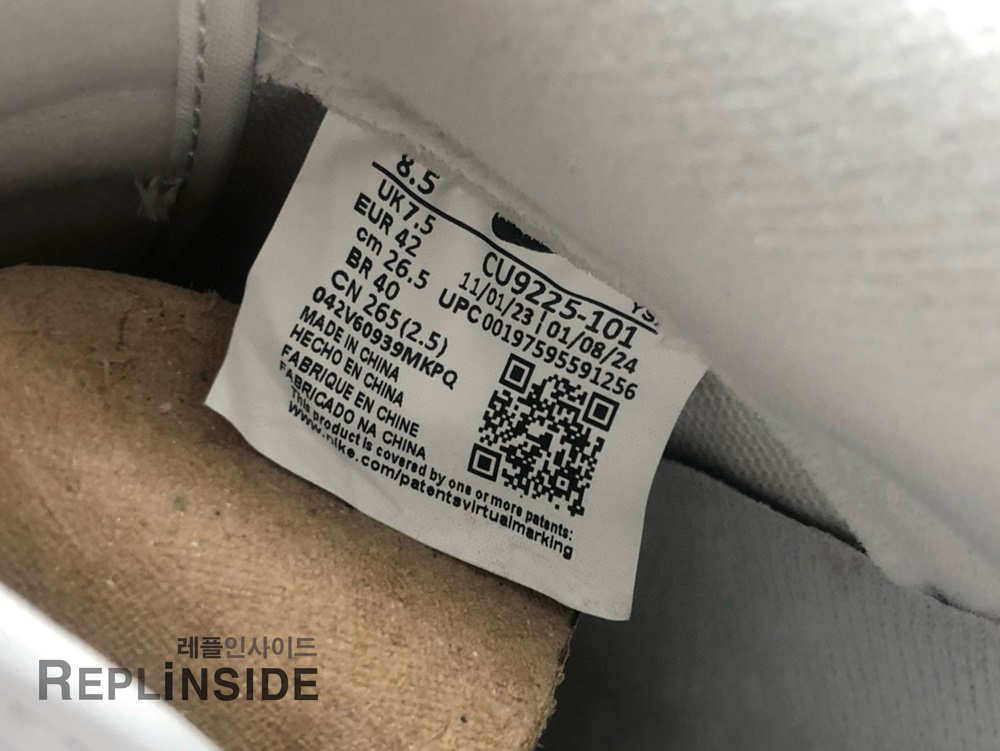 8.5
UK 7.5
EUR 42
cm 26.5
BR 40
CN 265(2.5)
042V60939MKPQ
MADE IN CHINA
HECHO EN CHINA
FABRIQUE EN CHINE
FABRICADO NA CHINA
This product is covered by one or more patents:
www.nike.com/patentsvirtualmarking
CU9225-101
11/01/23 | 01/08/24
UPC 00197595591256
레플인사이드
REPLiNSIDE